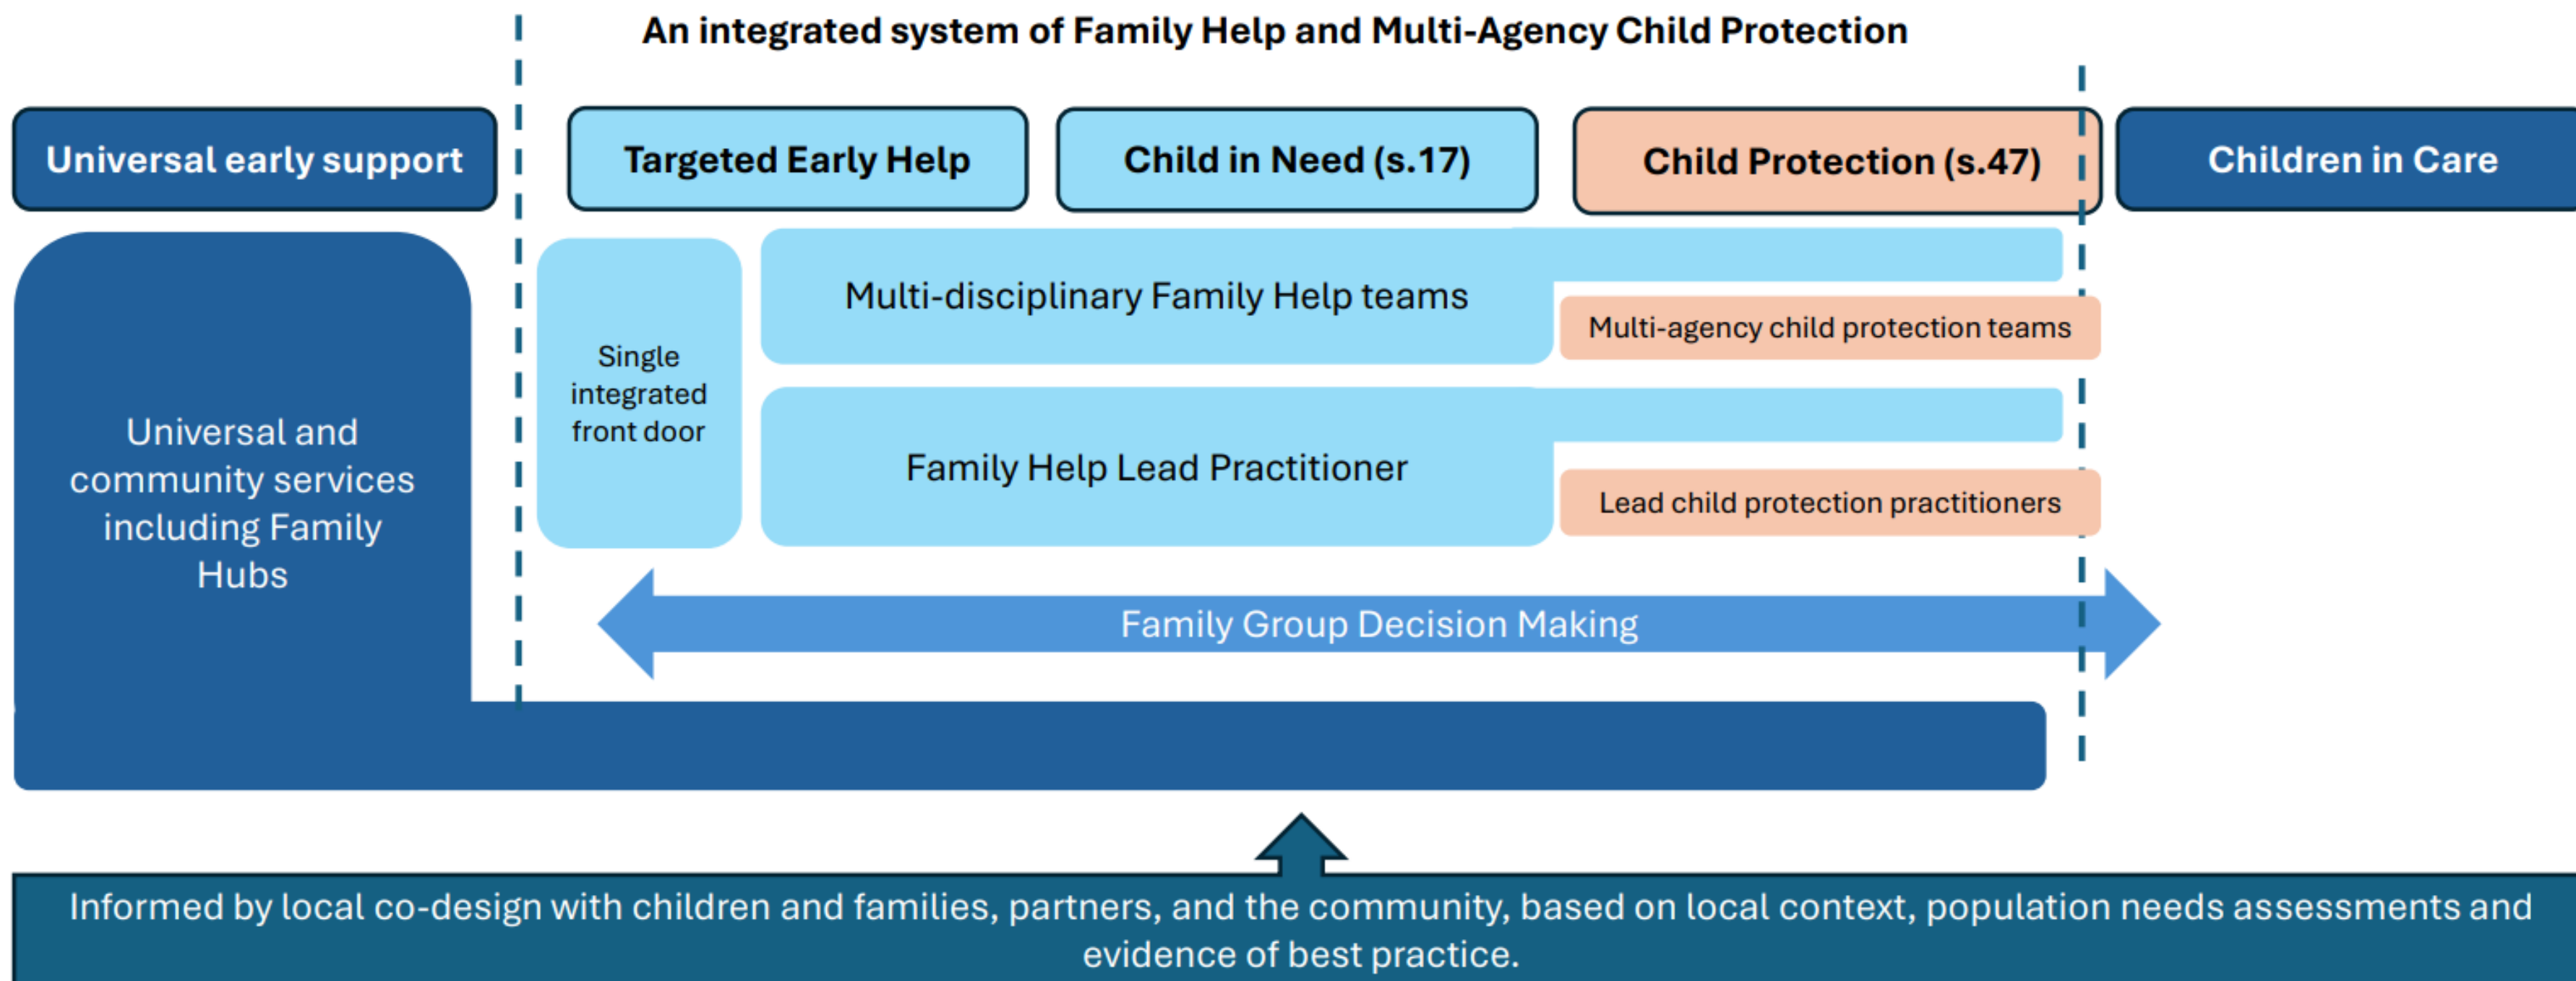 An integrated system of Family Help and Multi-Agency Child Protection
Universal early support
Targeted Early Help
Child in Need (s.17)
Child Protection (s.47)
Children in Care
Universal and
community services
including Family
Hubs
Single
integrated
front door
Multi-disciplinary Family Help teams
Multi-agency child protection teams
Family Help Lead Practitioner
Lead child protection practitioners
Family Group Decision Making
Informed by local co-design with children and families, partners, and the community, based on local context, population needs assessments and
evidence of best practice.